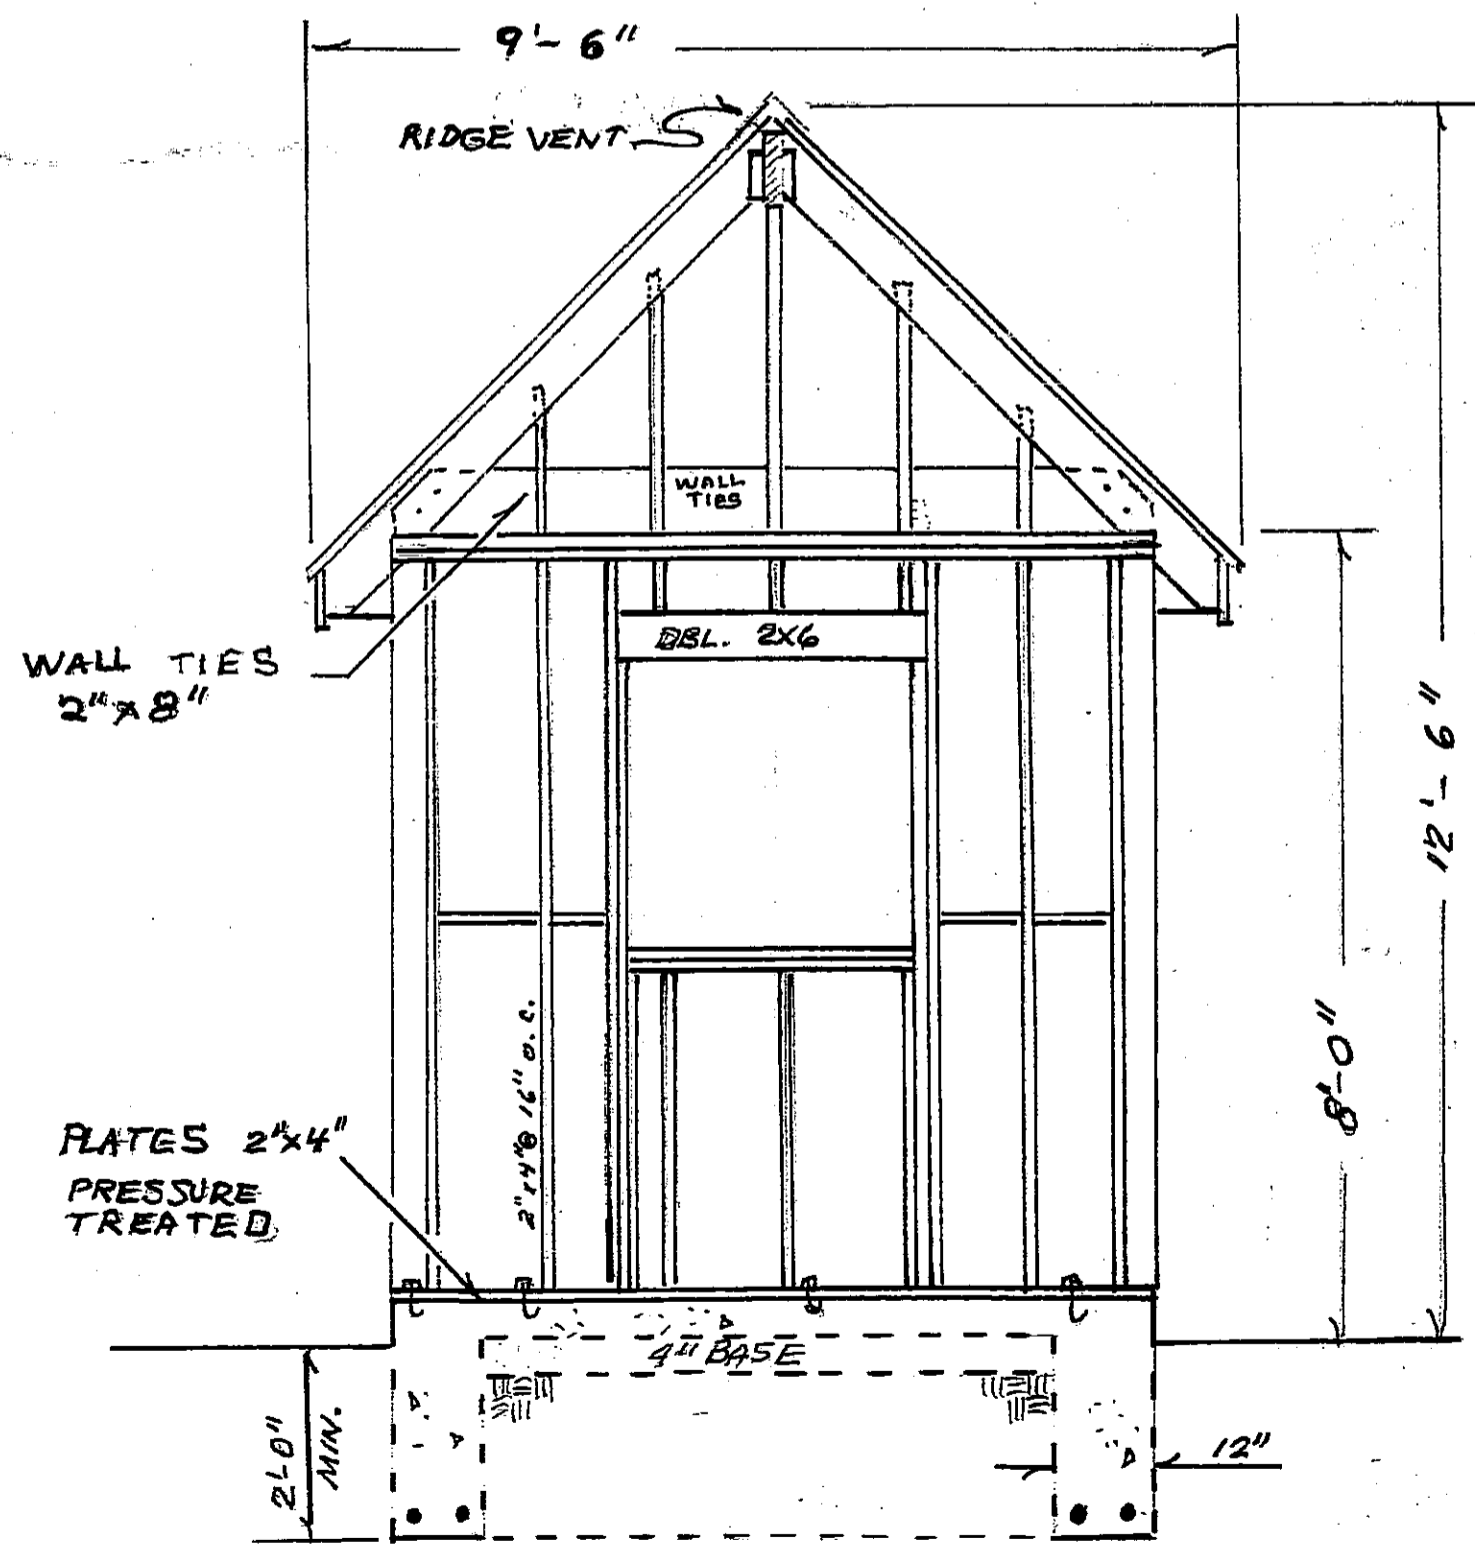 9'- 6"
RIDGE VENT
WALL
TIES
DBL. 2X6
WALL TIES
2" x 8"
12'- 6"
8'-0"
2"x4"@ 16" O.C.
PLATES 2"x4"
PRESSURE
TREATED
4" BASE
2'-0"
MIN.
12"